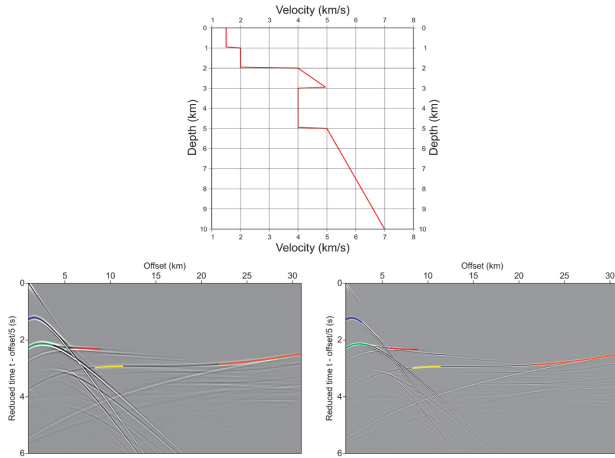 Velocity (km/s)
1 2 3 4 5 6 7 8
0 0
1 1
2 2
3 3
4 4
5 5
6 6
7 7
8 8
9 9
10 10
Depth (km)
Depth (km)
1 2 3 4 5 6 7 8
Velocity (km/s)
Offset (km)
5 10 15 20 25 30
0
2
4
6
Reduced time t - offset/5 (s)
Offset (km)
5 10 15 20 25 30
0
2
4
6
Reduced time t - offset/5 (s)